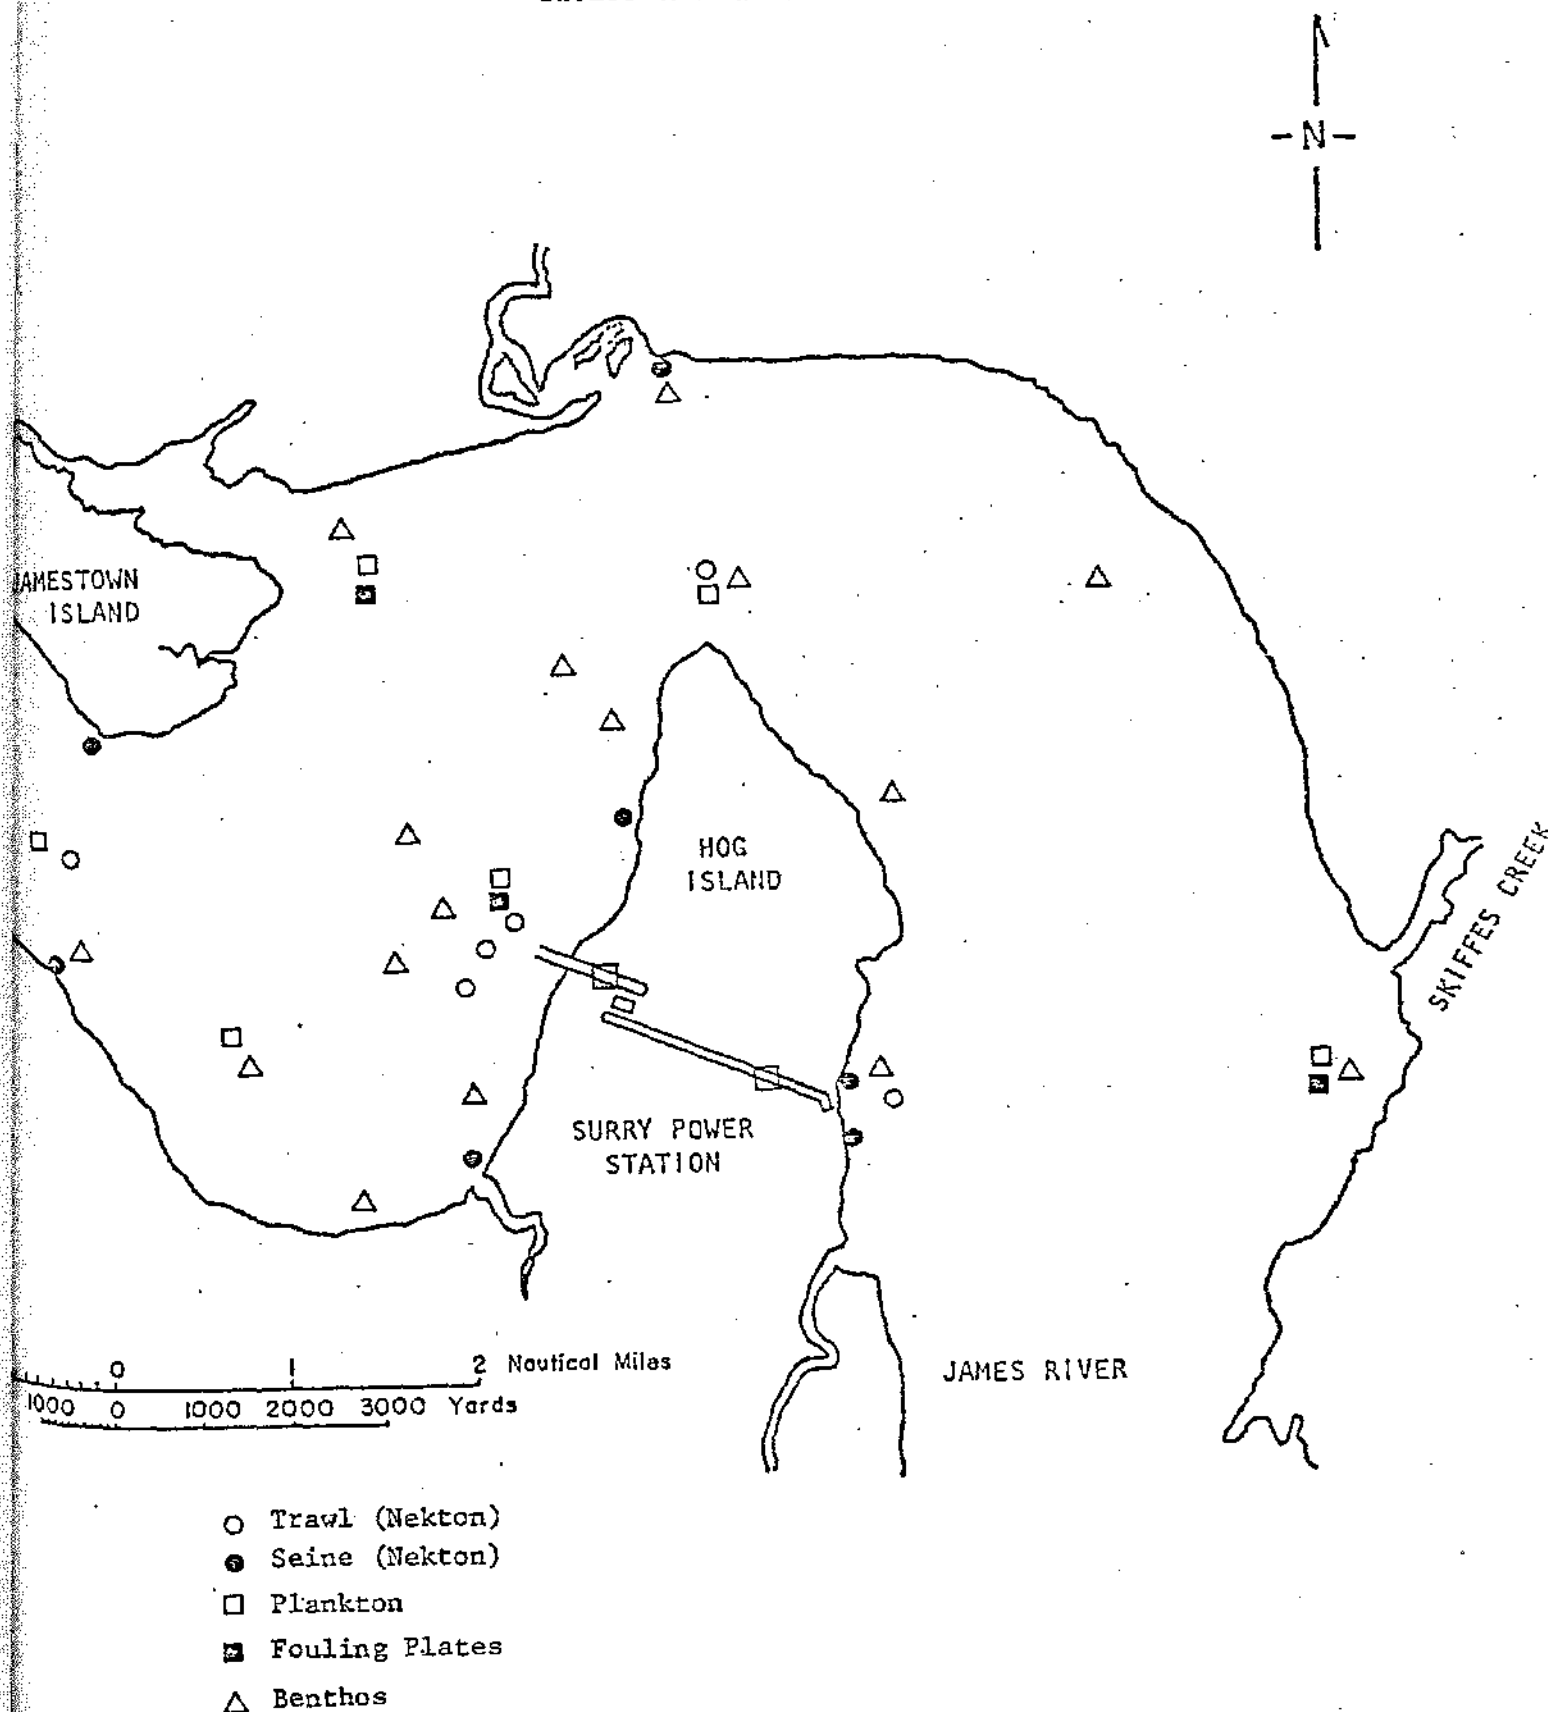 - N -
JAMESTOWN
ISLAND
HOG
ISLAND
SKIFFES CREEK
SURRY POWER
STATION
JAMES RIVER
0 1 2 Nautical Miles
1000 0 1000 2000 3000 Yards
Trawl (Nekton)
Seine (Nekton)
Plankton
Fouling Plates
Benthos